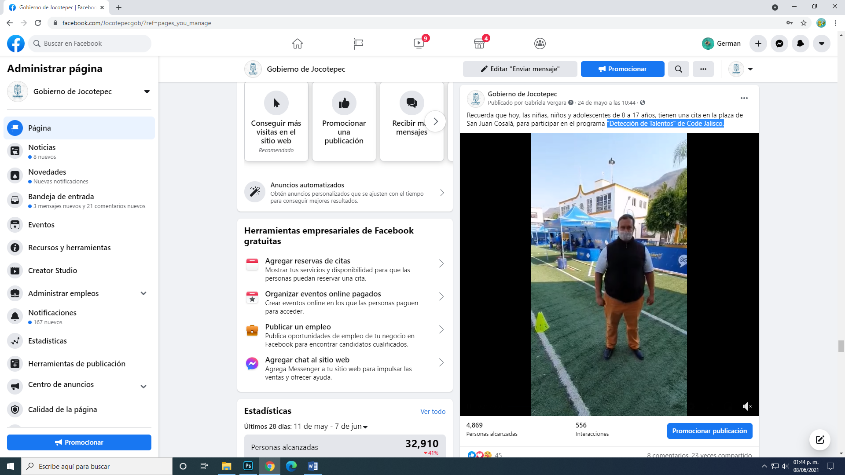 Gobierno de Jocotepec | Facebo
facebook.com/Jocotepecgob/?ref=pages_you_manage
Buscar en Facebook
9
4
German
Administrar página
Gobierno de Jocotepec
Página
Noticias
8 nuevos
Novedades
Nuevas notificaciones
Bandeja de entrada
3 mensajes nuevos y 21 comentarios nuevos
Eventos
Recursos y herramientas
Creator Studio
Administrar empleos
Notificaciones
167 nuevos
Estadísticas
Herramientas de publicación
Centro de anuncios
Calidad de la página
Promocionar
Gobierno de Jocotepec
Editar "Enviar mensaje"
Promocionar
Conseguir más
visitas en el
sitio web
Recomendado
Promocionar
una
publicación
Recibir má
mensajes
Anuncios automatizados
Obtén anuncios personalizados que se ajusten con el tiempo
para conseguir mejores resultados.
Herramientas empresariales de Facebook
gratuitas
Agregar reservas de citas
Mostrar tus servicios y disponibilidad para que las
personas puedan reservar una cita.
Organizar eventos online pagados
Crear eventos online en los que las personas paguen
para acceder.
Publicar un empleo
Publica oportunidades de empleo de tu negocio en
Facebook para encontrar candidatos cualificados.
Agregar chat al sitio web
Agrega Messenger a tu sitio web para impulsar las
ventas y ofrecer ayuda.
Estadísticas
Ver todo
Últimos 28 días: 11 de may - 7 de jun
Personas alcanzadas
32,910
41%
Gobierno de Jocotepec
Publicado por Gabriela Vergara · 24 de mayo a las 10:44 ·
Recuerda que hoy, las niñas, niños y adolescentes de 0 a 17 años, tienen una cita en la plaza de
San Juan Cosalá, para participar en el programa "Detección de Talentos" de Code Jalisco.
4,869
Personas alcanzadas
556
Interacciones
Promocionar publicación
45
8 comentarios 23 veces compartido
Escribe aquí para buscar
01:44 p. m.
08/06/2021